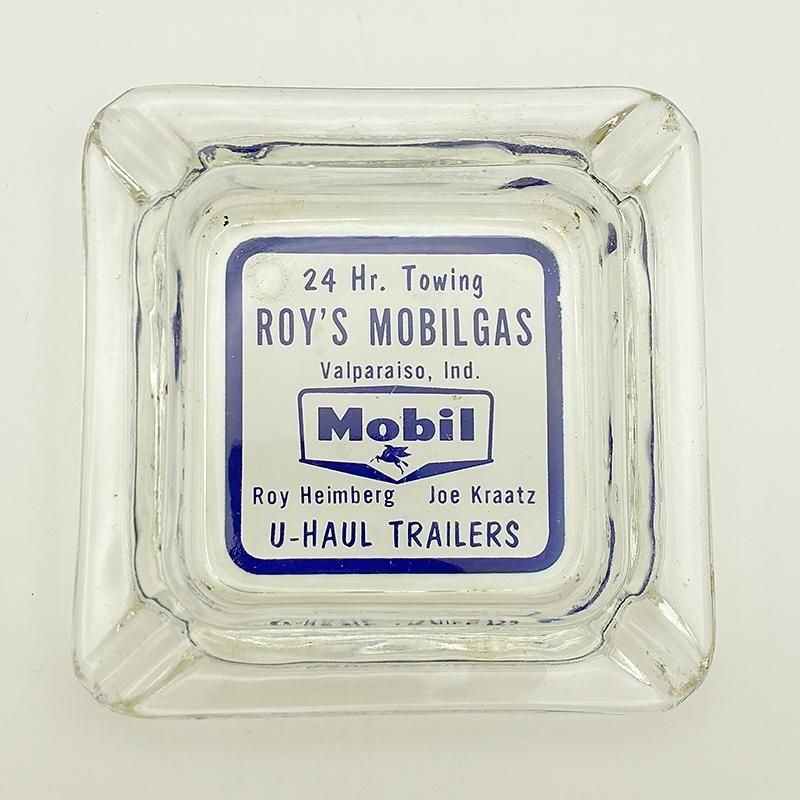 24 Hr. Towing
ROY'S MOBILGAS
Valparaiso, Ind.
Mobil
Roy Heimberg Joe Kraatz
U-HAUL TRAILERS